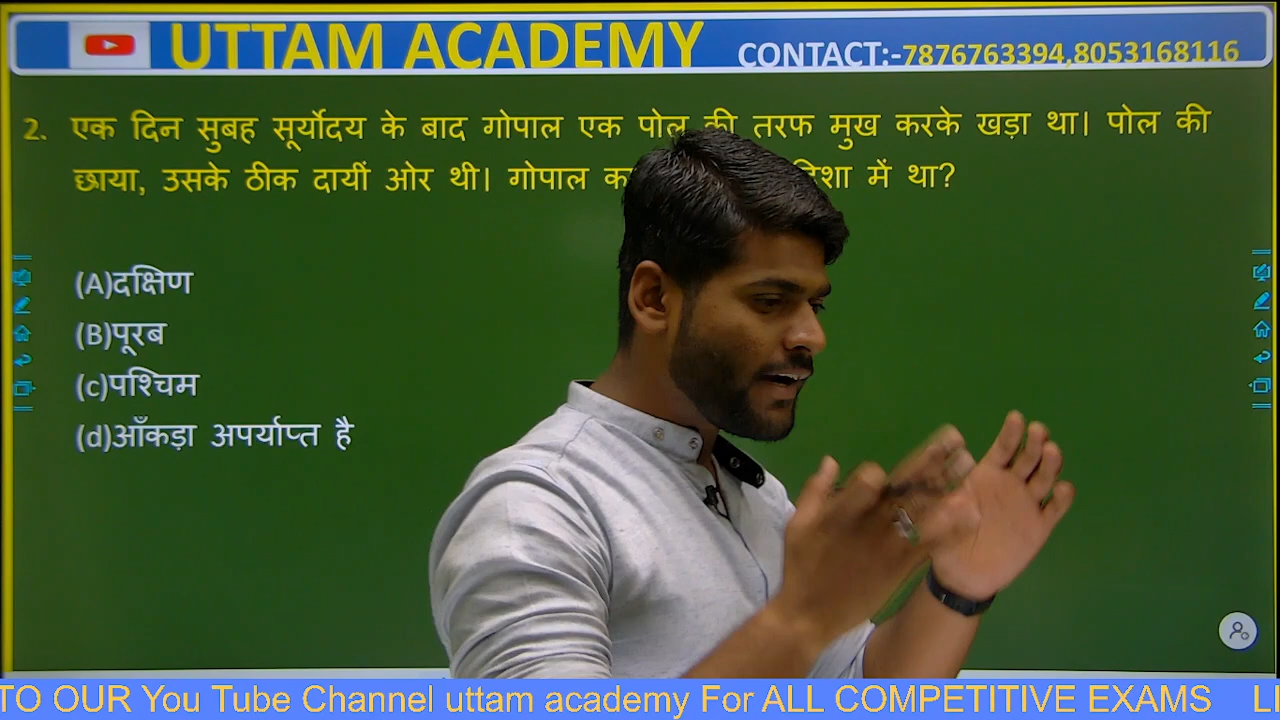 UTTAM ACADEMY CONTACT:-7876763394,8053168116
2. एक दिन सुबह सूर्योदय के बाद गोपाल एक पोल की तरफ मुख करके खड़ा था। पोल की
छाया, उसके ठीक दायीं ओर थी। गोपाल में था?
(A)दक्षिण
(B)पूरब
(c)पश्चिम
(d)आँकड़ा अपर्याप्त है
TO OUR You Tube Channel uttam academy For ALL COMPETITIVE EXAMS